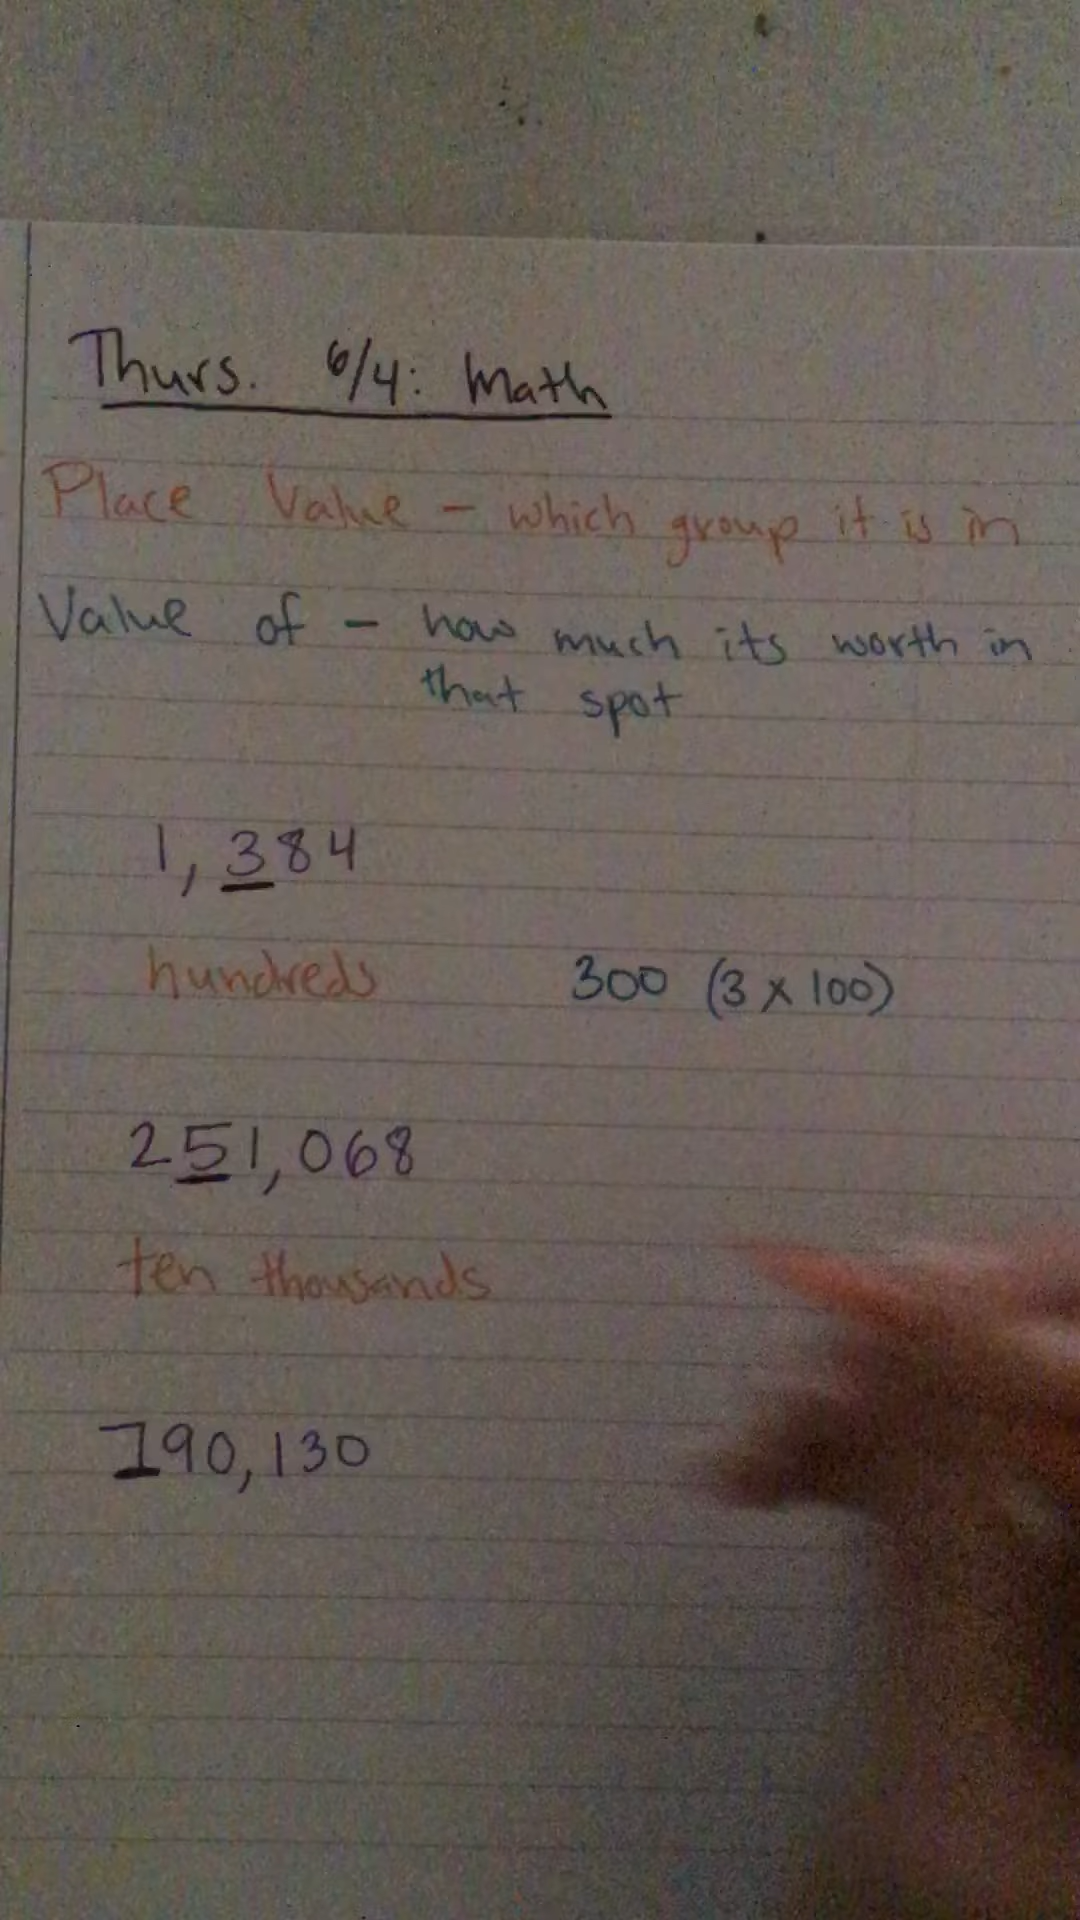 Thurs. 6/4: Math
Place Value - which group it is in
Value of - how much its worth in
that spot
1,384
hundreds 300 (3 x 100)
251,068
ten thousands
790,130